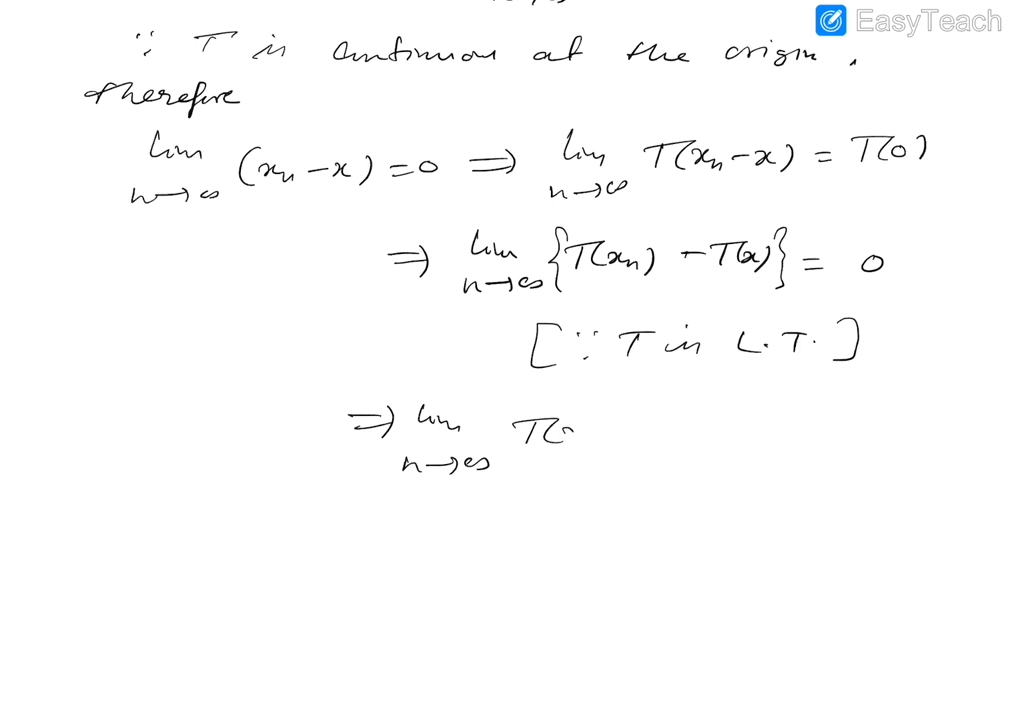 EasyTeach
∵ T is continuous at the origin,
therefore
lim n→∞ (xn - x) = 0 ⇒ lim n→∞ T(xn - x) = T(0)
⇒ lim n→∞ {T(xn) - T(x)} = 0
[∵ T is L.T.]
⇒ lim n→∞ T(